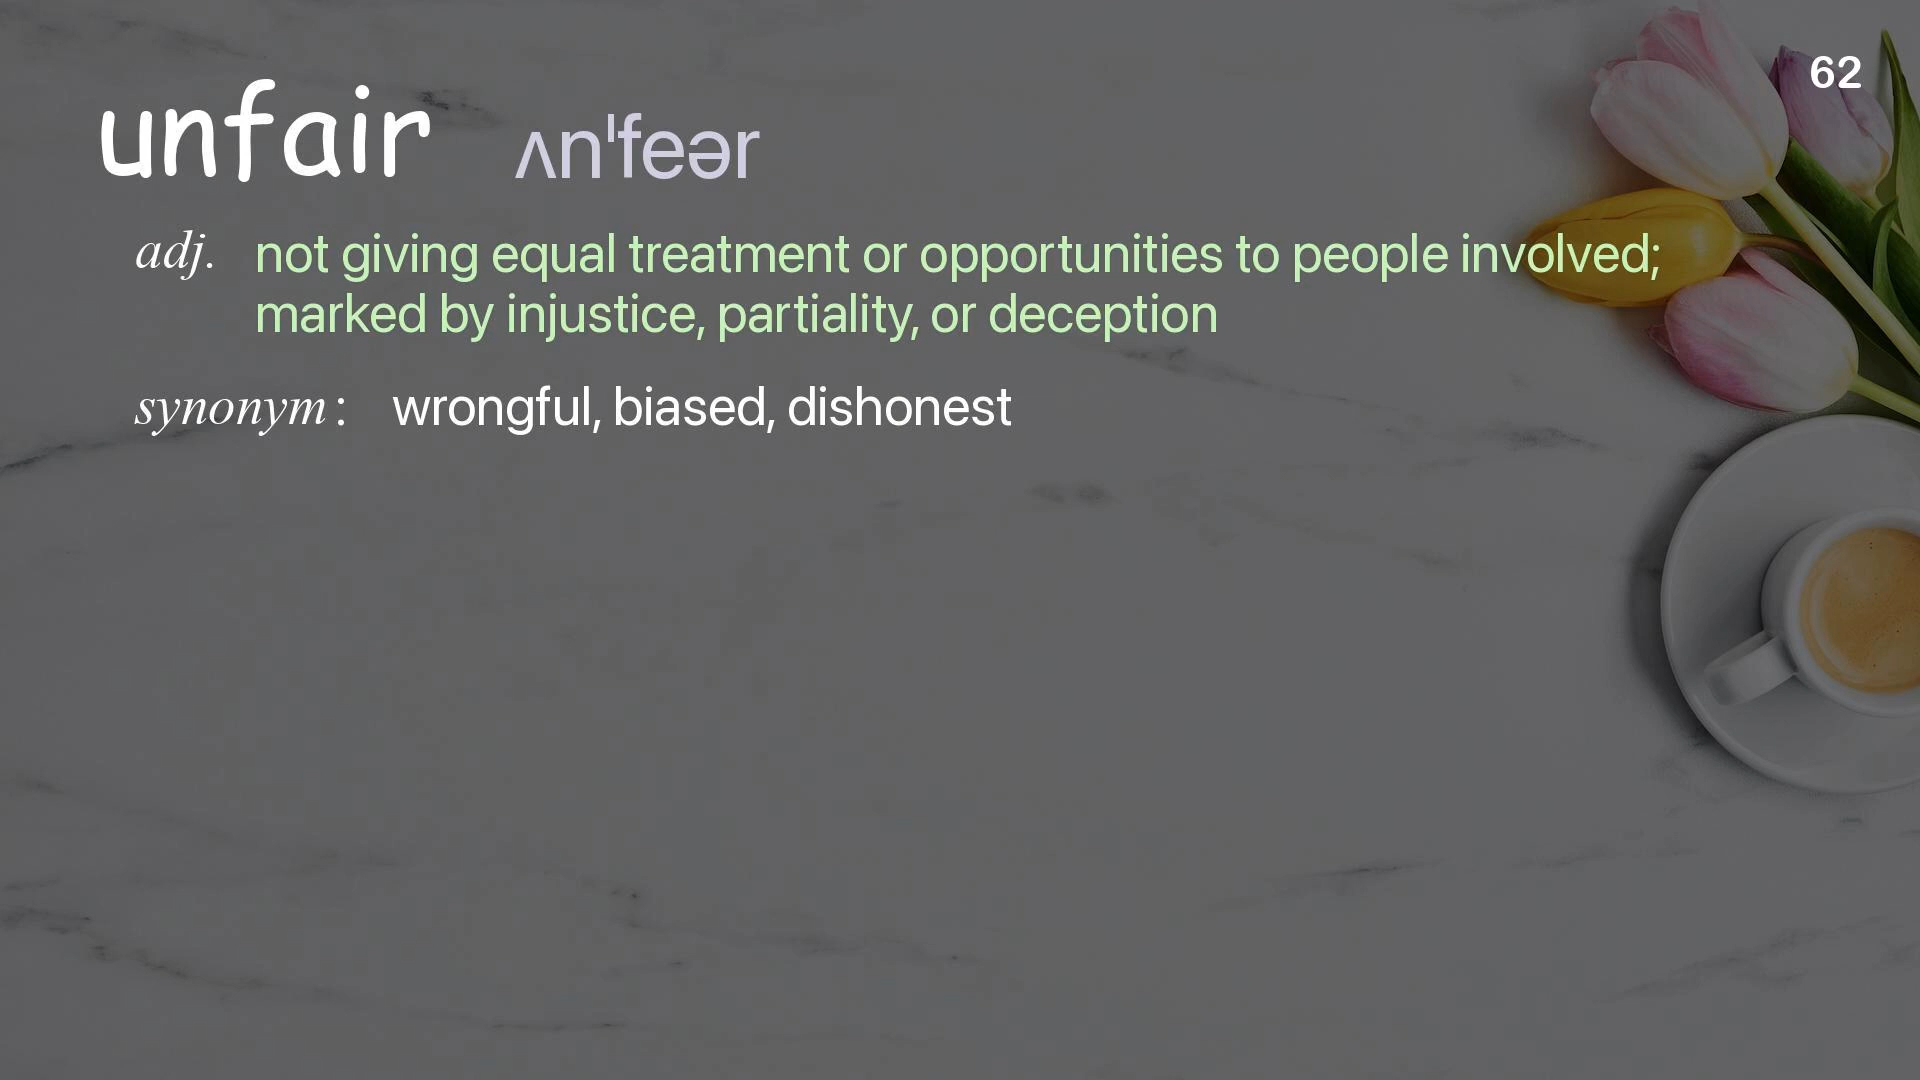 62
unfair ʌn'feər
adj. not giving equal treatment or opportunities to people involved;
marked by injustice, partiality, or deception
synonym: wrongful, biased, dishonest